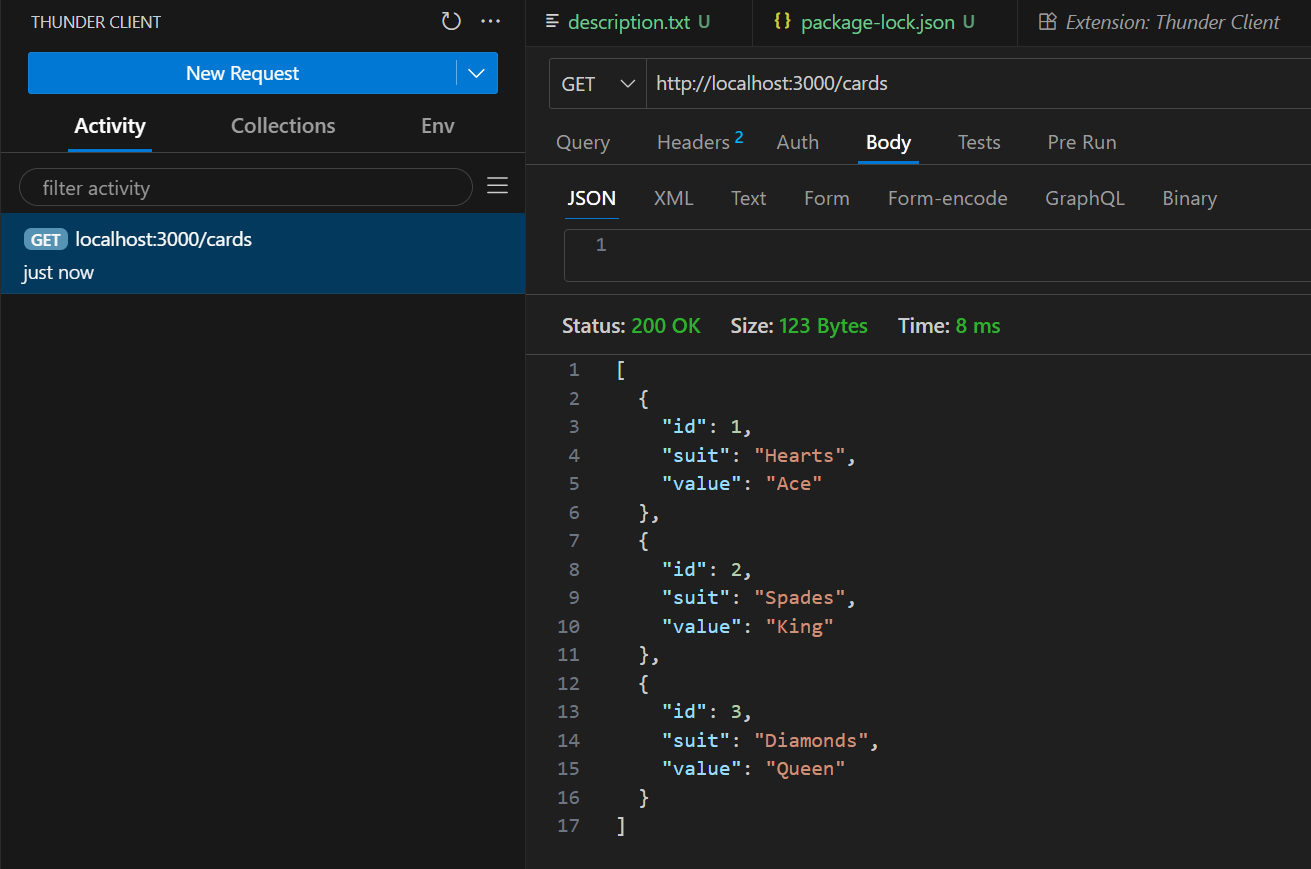 THUNDER CLIENT
New Request
Activity Collections Env
filter activity
GET localhost:3000/cards
just now
description.txt U
{} package-lock.json U
Extension: Thunder Client
GET http://localhost:3000/cards
Query Headers 2 Auth Body Tests Pre Run
JSON XML Text Form Form-encode GraphQL Binary
1
Status: 200 OK Size: 123 Bytes Time: 8 ms
1 [
2 {
3 "id": 1,
4 "suit": "Hearts",
5 "value": "Ace"
6 },
7 {
8 "id": 2,
9 "suit": "Spades",
10 "value": "King"
11 },
12 {
13 "id": 3,
14 "suit": "Diamonds",
15 "value": "Queen"
16 }
17 ]